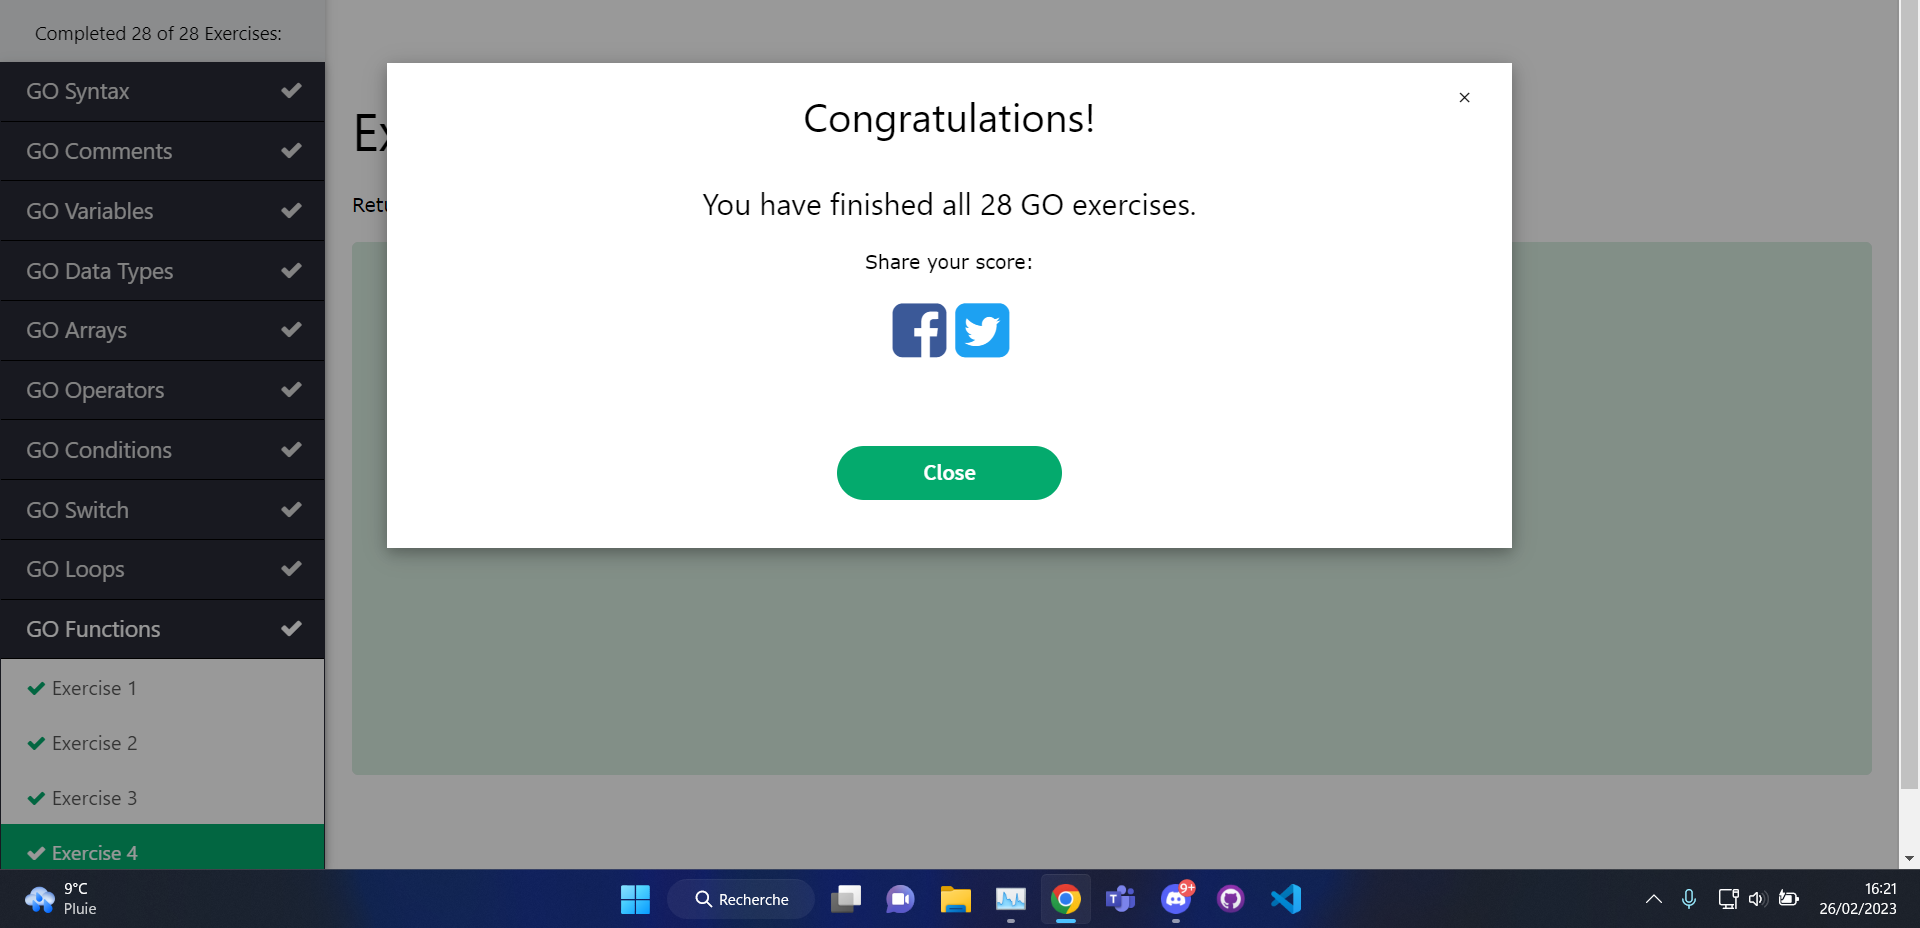 Completed 28 of 28 Exercises:
GO Syntax
GO Comments
GO Variables
GO Data Types
GO Arrays
GO Operators
GO Conditions
GO Switch
GO Loops
GO Functions
Exercise 1
Exercise 2
Exercise 3
Exercise 4
Congratulations!
You have finished all 28 GO exercises.
Share your score:
Close
9°C
Pluie
Recherche
9+
16:21
26/02/2023